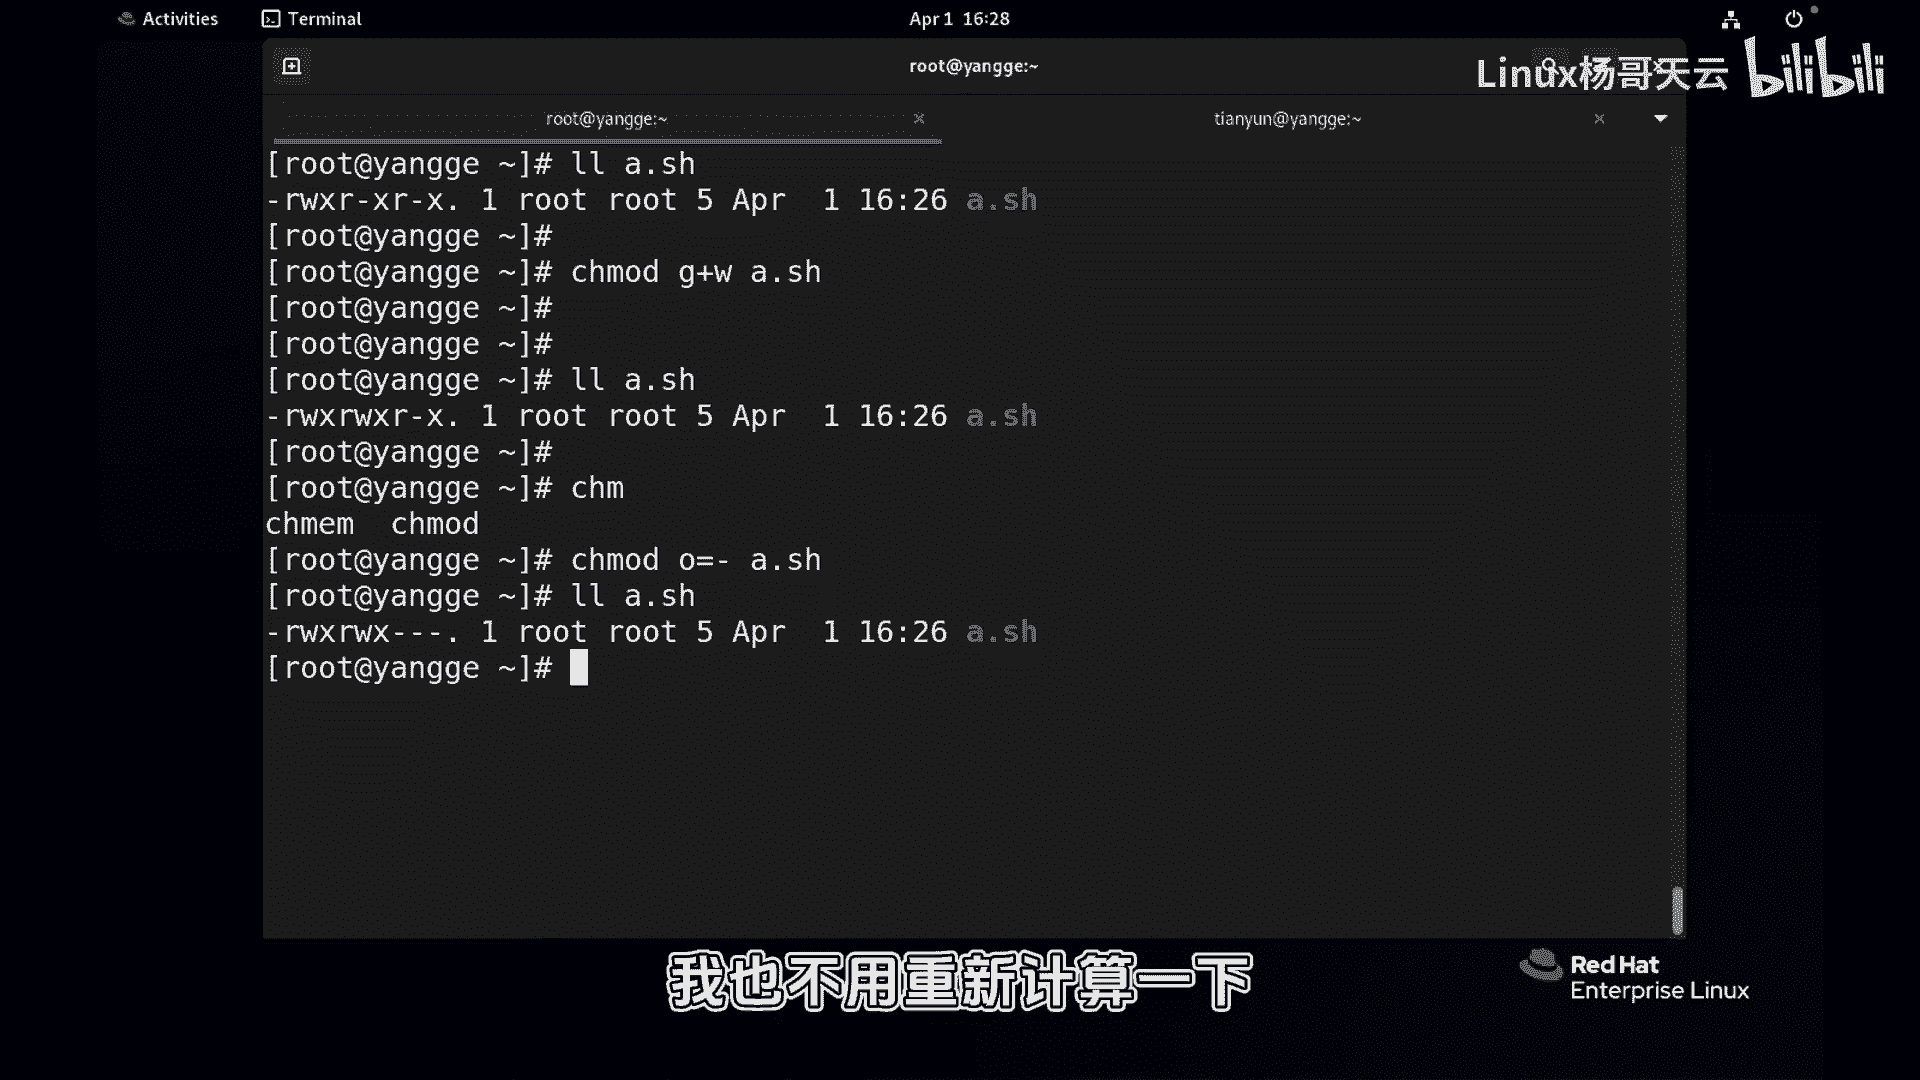 Activities Terminal Apr 1 16:28
root@yangge:~
Linux杨哥天云 bilibili
root@yangge:~ × tianyun@yangge:~ ×
[root@yangge ~]# ll a.sh
-rwxr-xr-x. 1 root root 5 Apr  1 16:26 a.sh
[root@yangge ~]#
[root@yangge ~]# chmod g+w a.sh
[root@yangge ~]#
[root@yangge ~]#
[root@yangge ~]# ll a.sh
-rwxrwxr-x. 1 root root 5 Apr  1 16:26 a.sh
[root@yangge ~]#
[root@yangge ~]# chm
chmem  chmod
[root@yangge ~]# chmod o=- a.sh
[root@yangge ~]# ll a.sh
-rwxrwx---. 1 root root 5 Apr  1 16:26 a.sh
[root@yangge ~]#
我也不用重新计算一下
Red Hat
Enterprise Linux